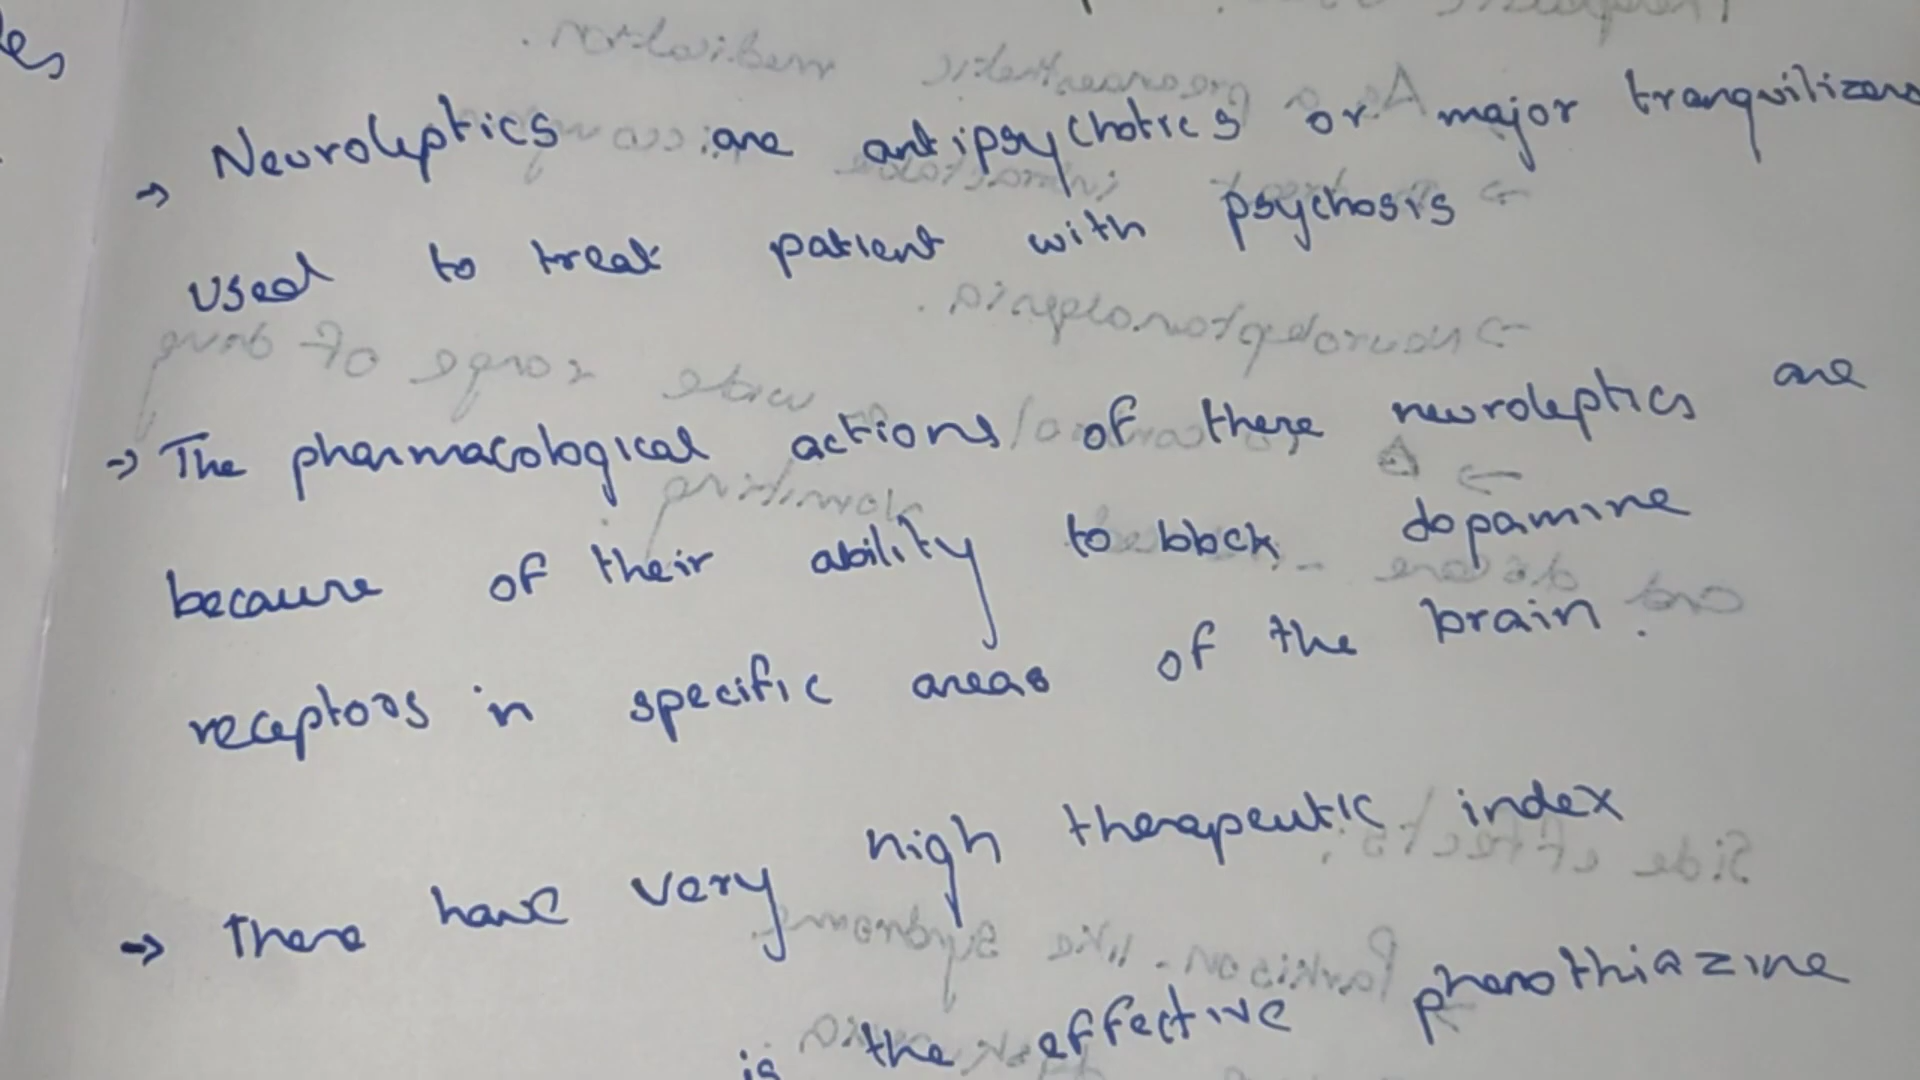 es
→ Neuroleptics are antipsychotics or major tranquilizers
used to treat patient with psychosis
→ The pharmacological actions of these neuroleptics are
because of their ability to block dopamine
receptors in specific areas of the brain.
→ These have very high therapeutic index
is the effective phenothiazine